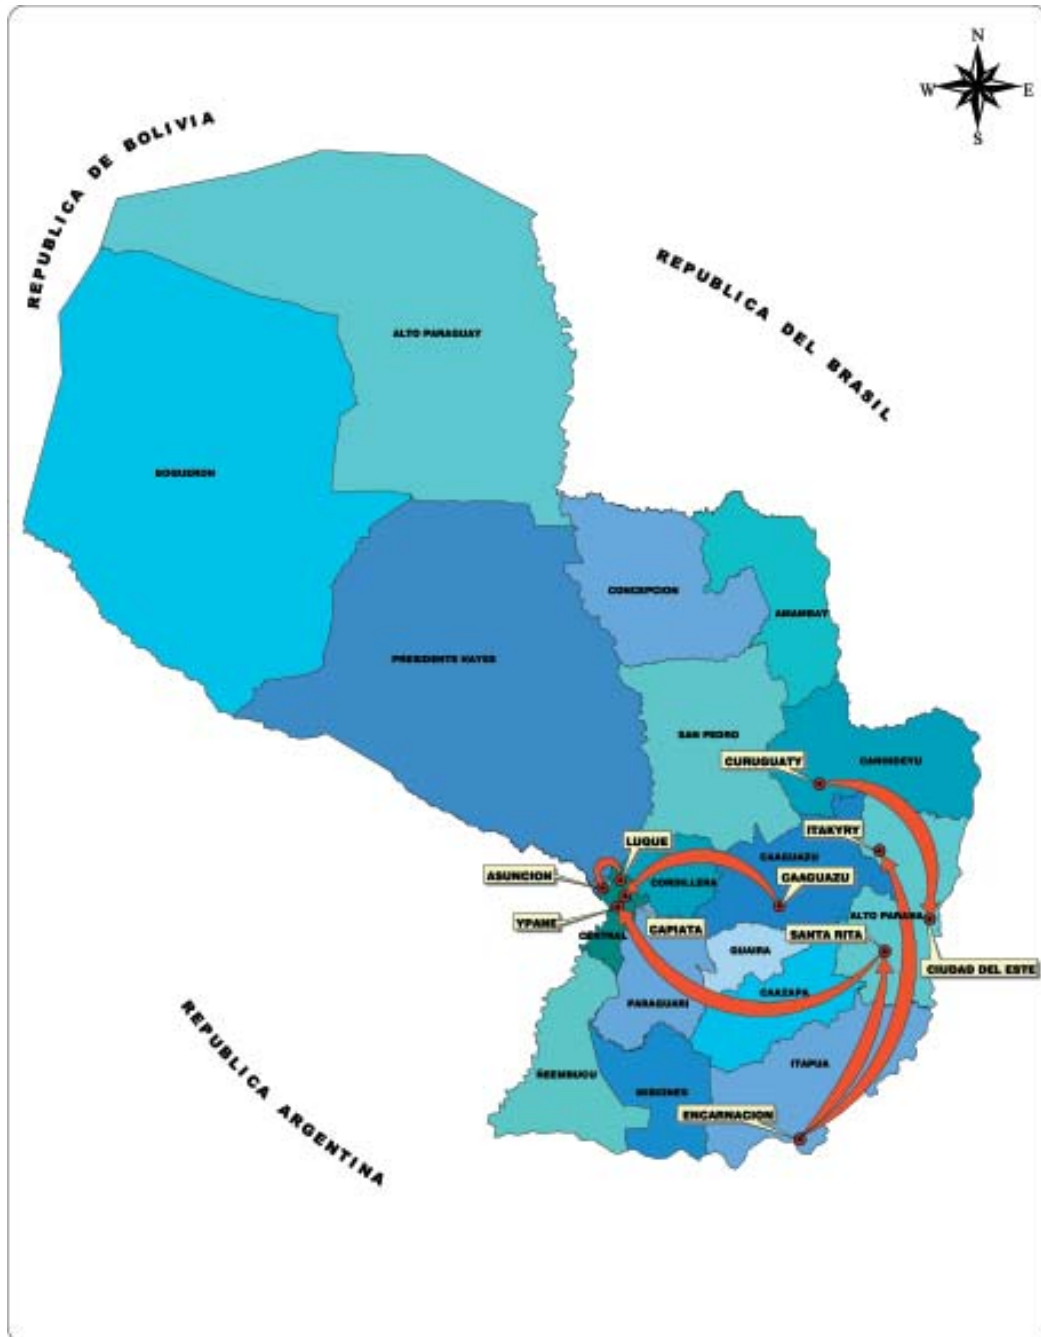 N
W E
S
REPUBLICA DE BOLIVIA
REPUBLICA DEL BRASIL
ALTO PARAGUAY
BOQUERON
CONCEPCION
AMAMBAY
PRESIDENTE HAYES
SAN PEDRO
CURUGUATY
CANINDEYU
ITAKYRY
LUQUE
CAAGUAZU
ASUNCION
CORDILLERA
CAAGUAZU
YPANE
CAPIATA
ALTO PARANA
CENTRAL
SANTA RITA
GUAIRA
CIUDAD DEL ESTE
CAAZAPA
PARAGUARI
REPUBLICA ARGENTINA
ITAPUA
ÑEEMBUCU
MISIONES
ENCARNACION